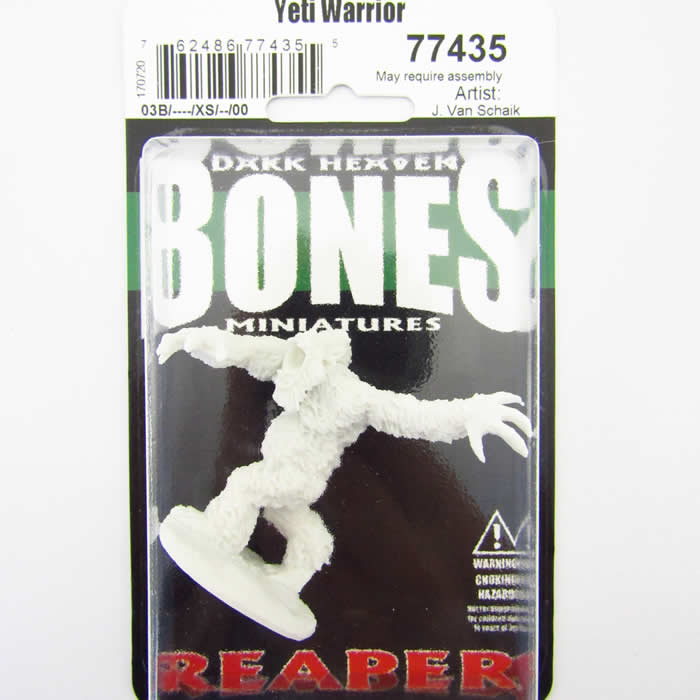 Yeti Warrior
7 62486 77435 5
170720
03B/----/XS/--/00
77435
May require assembly
Artist:
J. Van Schaik
DARK HEAVEN
BONES
MINIATURES
WARNING
CHOKING
HAZARD
REAPER